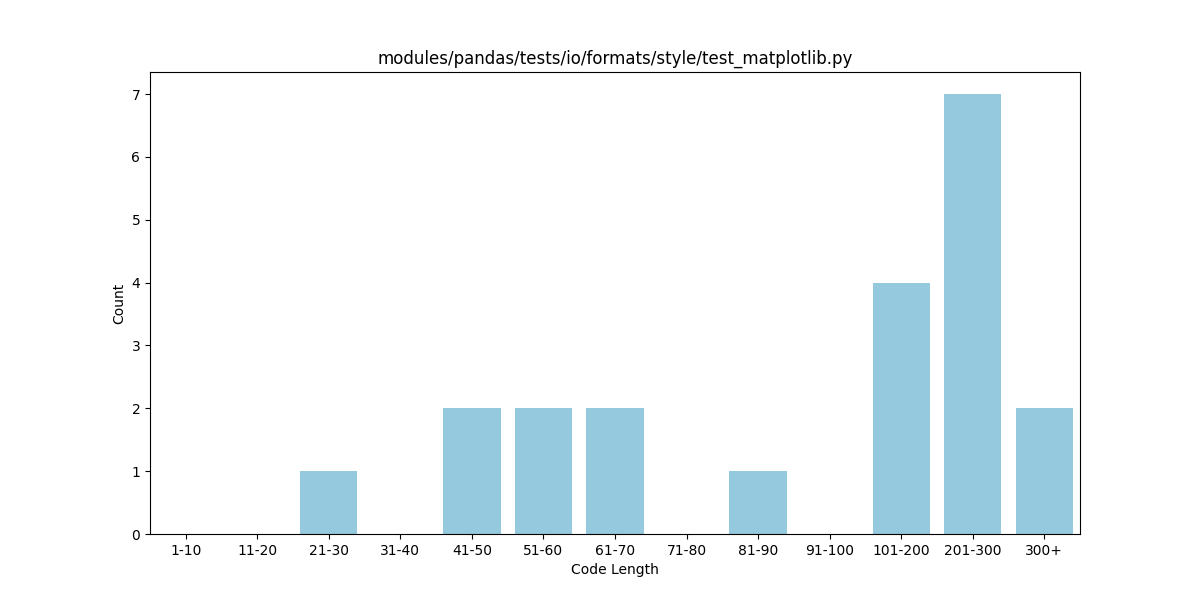 modules/pandas/tests/io/formats/style/test_matplotlib.py
7
6
5
4
3
2
1
0
Count
1-10 11-20 21-30 31-40 41-50 51-60 61-70 71-80 81-90 91-100 101-200 201-300 300+
Code Length